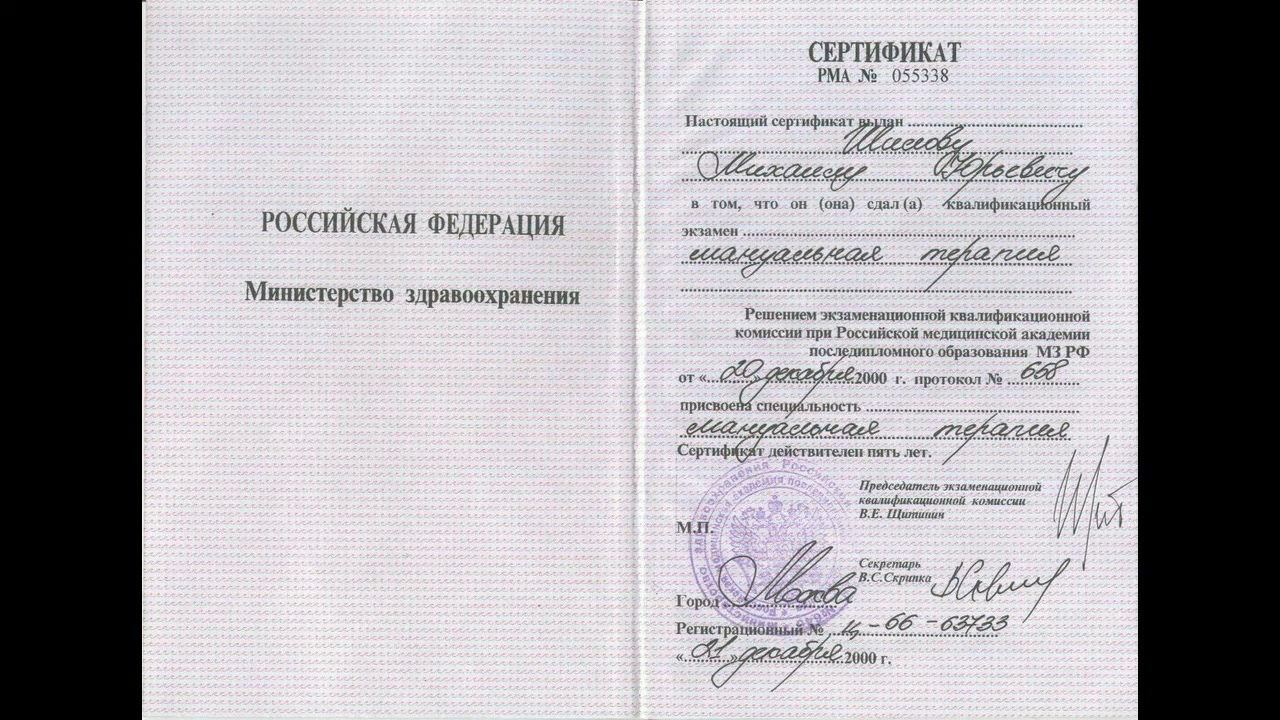 РОССИЙСКАЯ ФЕДЕРАЦИЯ
Министерство здравоохранения
СЕРТИФИКАТ
РМА № 055338
Настоящий сертификат выдан
Шилову
Михаилу Юрьевичу
в том, что он (она) сдал(а) квалификационный
экзамен
мануальная терапия
Решением экзаменационной квалификационной
комиссии при Российской медицинской академии
последипломного образования МЗ РФ
от «20» декабря 2000 г. протокол № 668
присвоена специальность
мануальная терапия
Сертификат действителен пять лет.
Председатель экзаменационной
квалификационной комиссии
В.Е. Щитинин
М.П.
Секретарь
В.С.Скрипка
Город Москва
Регистрационный № ц-66-63733
«21» декабря 2000 г.